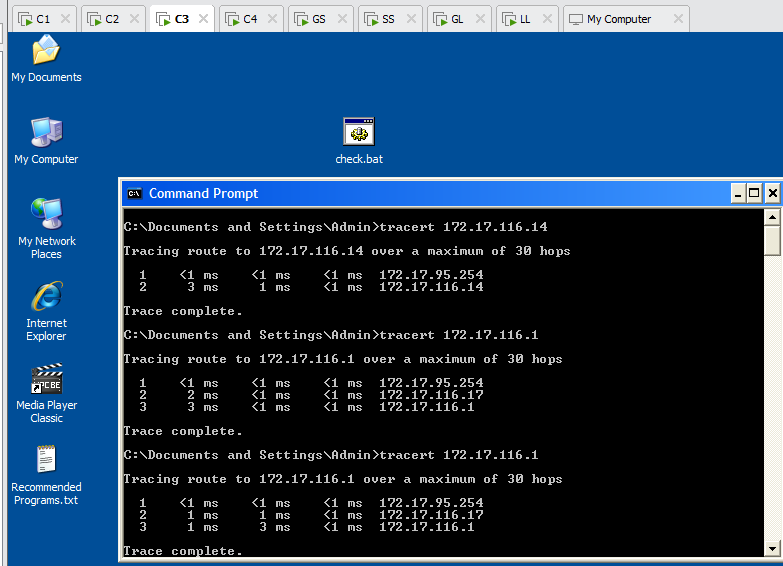 C1 C2 C3 C4 GS SS GL LL My Computer
My Documents
My Computer
check.bat
My Network
Places
Internet
Explorer
Media Player
Classic
Recommended
Programs.txt
C:\ Command Prompt
C:\Documents and Settings\Admin>tracert 172.17.116.14
Tracing route to 172.17.116.14 over a maximum of 30 hops
1 <1 ms <1 ms <1 ms 172.17.95.254
2 3 ms 1 ms <1 ms 172.17.116.14
Trace complete.
C:\Documents and Settings\Admin>tracert 172.17.116.1
Tracing route to 172.17.116.1 over a maximum of 30 hops
1 <1 ms <1 ms <1 ms 172.17.95.254
2 2 ms <1 ms <1 ms 172.17.116.17
3 3 ms <1 ms <1 ms 172.17.116.1
Trace complete.
C:\Documents and Settings\Admin>tracert 172.17.116.1
Tracing route to 172.17.116.1 over a maximum of 30 hops
1 <1 ms <1 ms <1 ms 172.17.95.254
2 1 ms 1 ms <1 ms 172.17.116.17
3 1 ms 3 ms <1 ms 172.17.116.1
Trace complete.